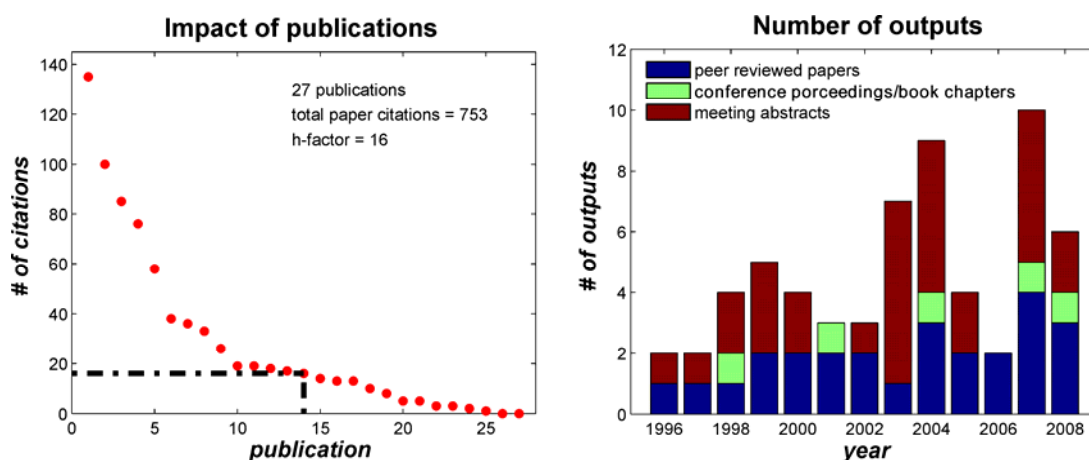 Impact of publications
140
120
100
80
60
40
20
0
# of citations
27 publications
total paper citations = 753
h-factor = 16
0 5 10 15 20 25
publication
Number of outputs
12
10
8
6
4
2
0
# of outputs
peer reviewed papers
conference porceedings/book chapters
meeting abstracts
1996 1998 2000 2002 2004 2006 2008
year